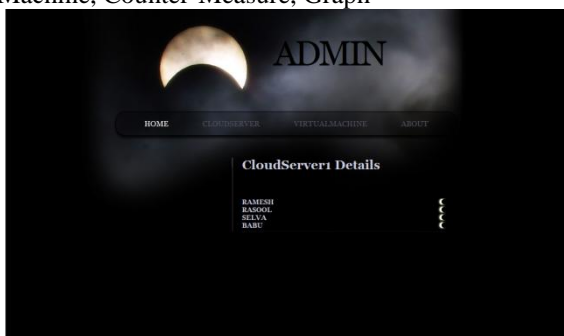 Machine, Counter-Measure, Graph
ADMIN
HOME CLOUDSERVER VIRTUALMACHINE ABOUT
CloudServer1 Details
RAMESH
RASOOL
SELVA
BABU